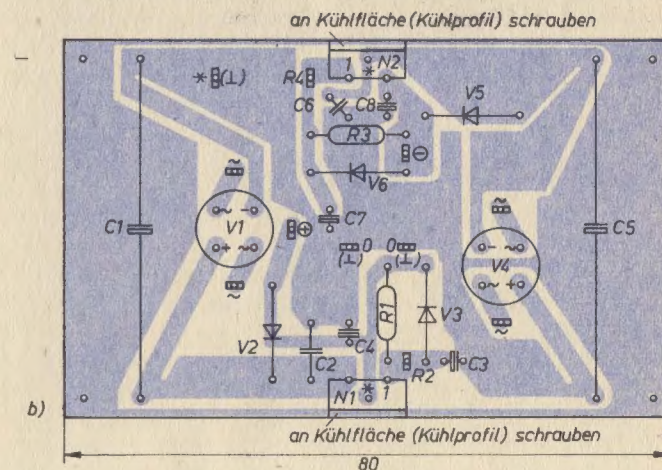 an Kühlfläche (Kühlprofil) schrauben
* (⊥) R4 1 * N2
C6 C8 V5
R3 ⊖
V6
~ ~
C1 ~ - V1 + ~ ⊕ C7 - ~ V4 ~ + C5
0 0
(⊥) (⊥)
~ ~
V2 C2 C4 R1 V3
R2 C3
N1 * 1
b)
an Kühlfläche (Kühlprofil) schrauben
80